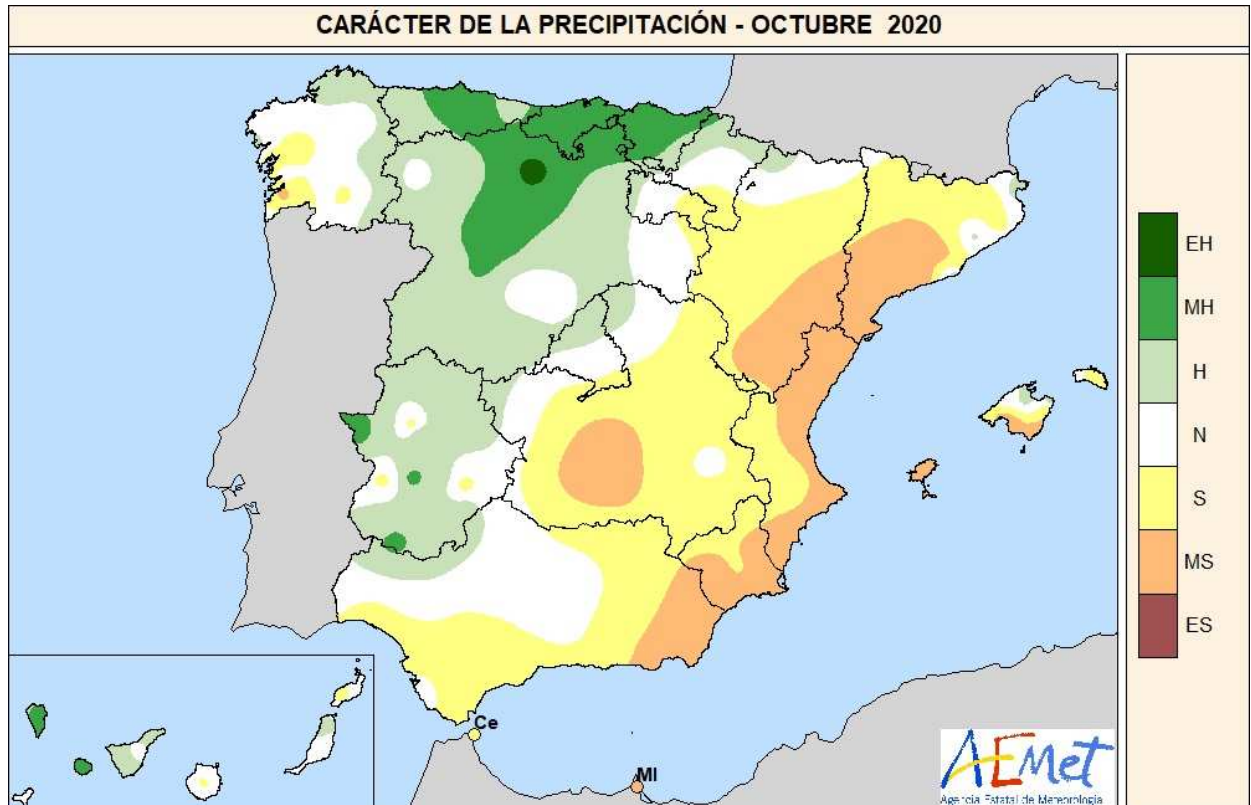 CARÁCTER DE LA PRECIPITACIÓN - OCTUBRE 2020
EH
MH
H
N
S
MS
ES
Ce
Ml
AEMet
Agencia Estatal de Meteorología